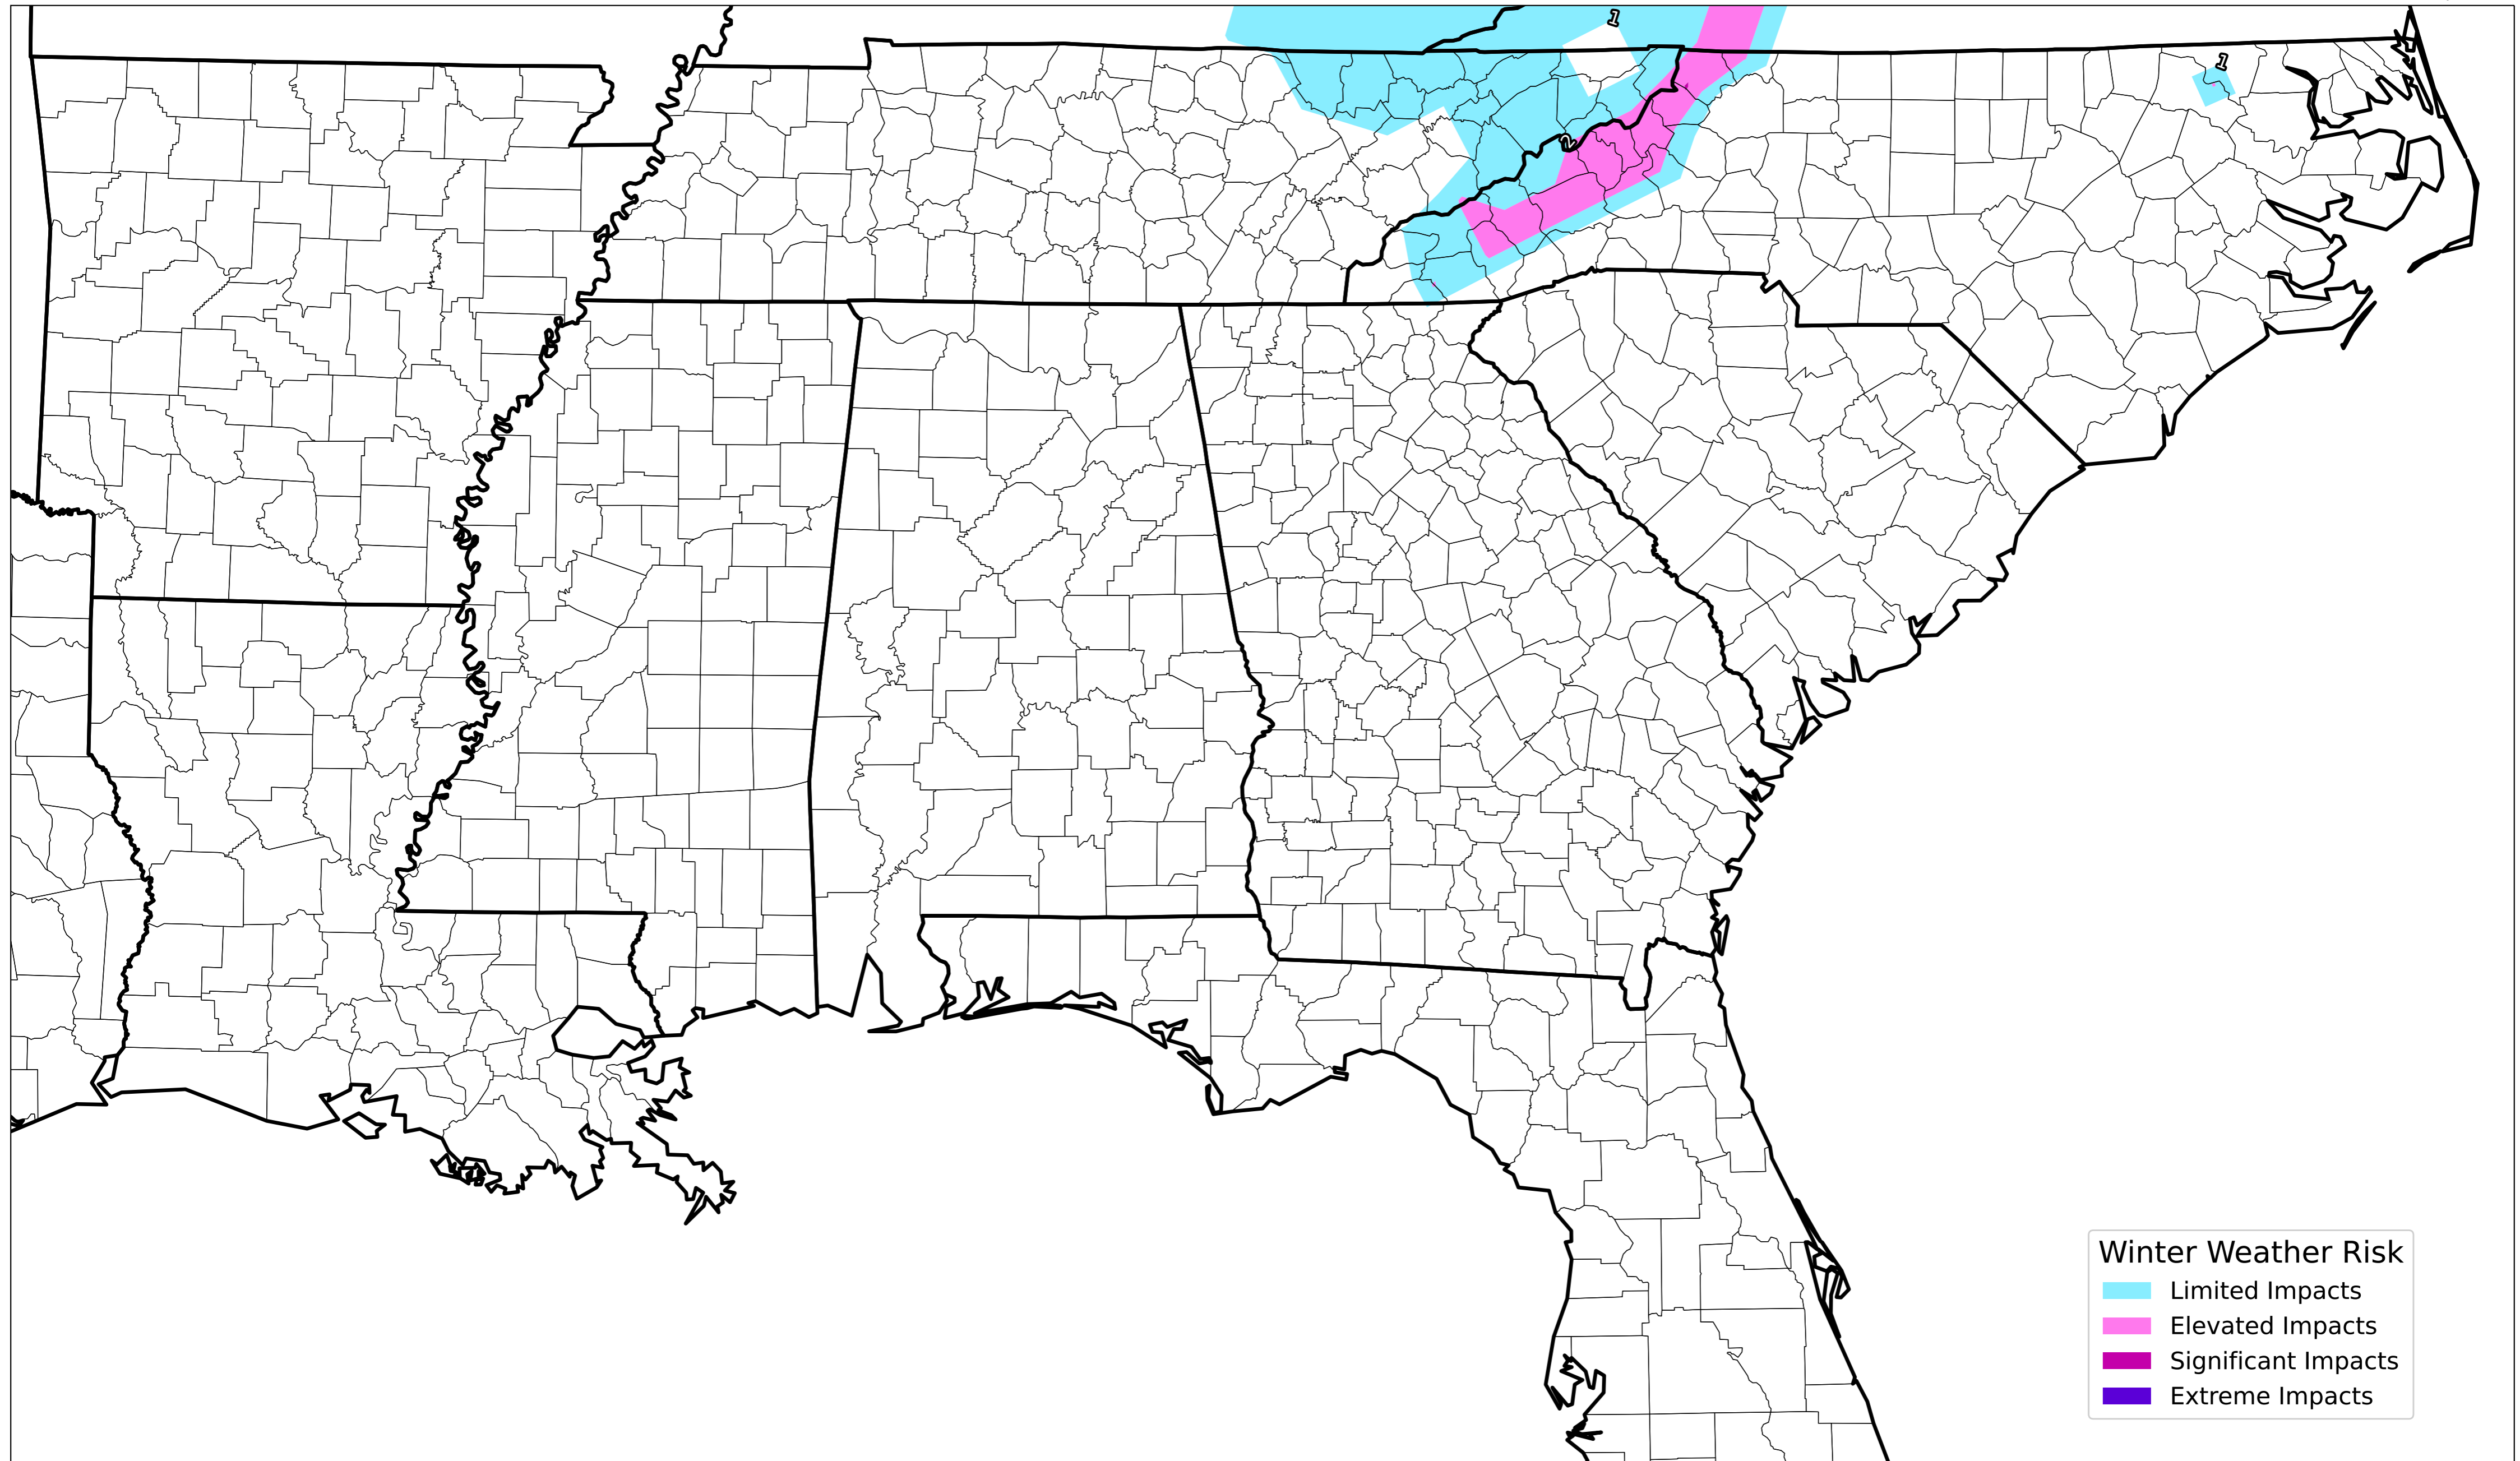 1
1
2
Winter Weather Risk
Limited Impacts
Elevated Impacts
Significant Impacts
Extreme Impacts